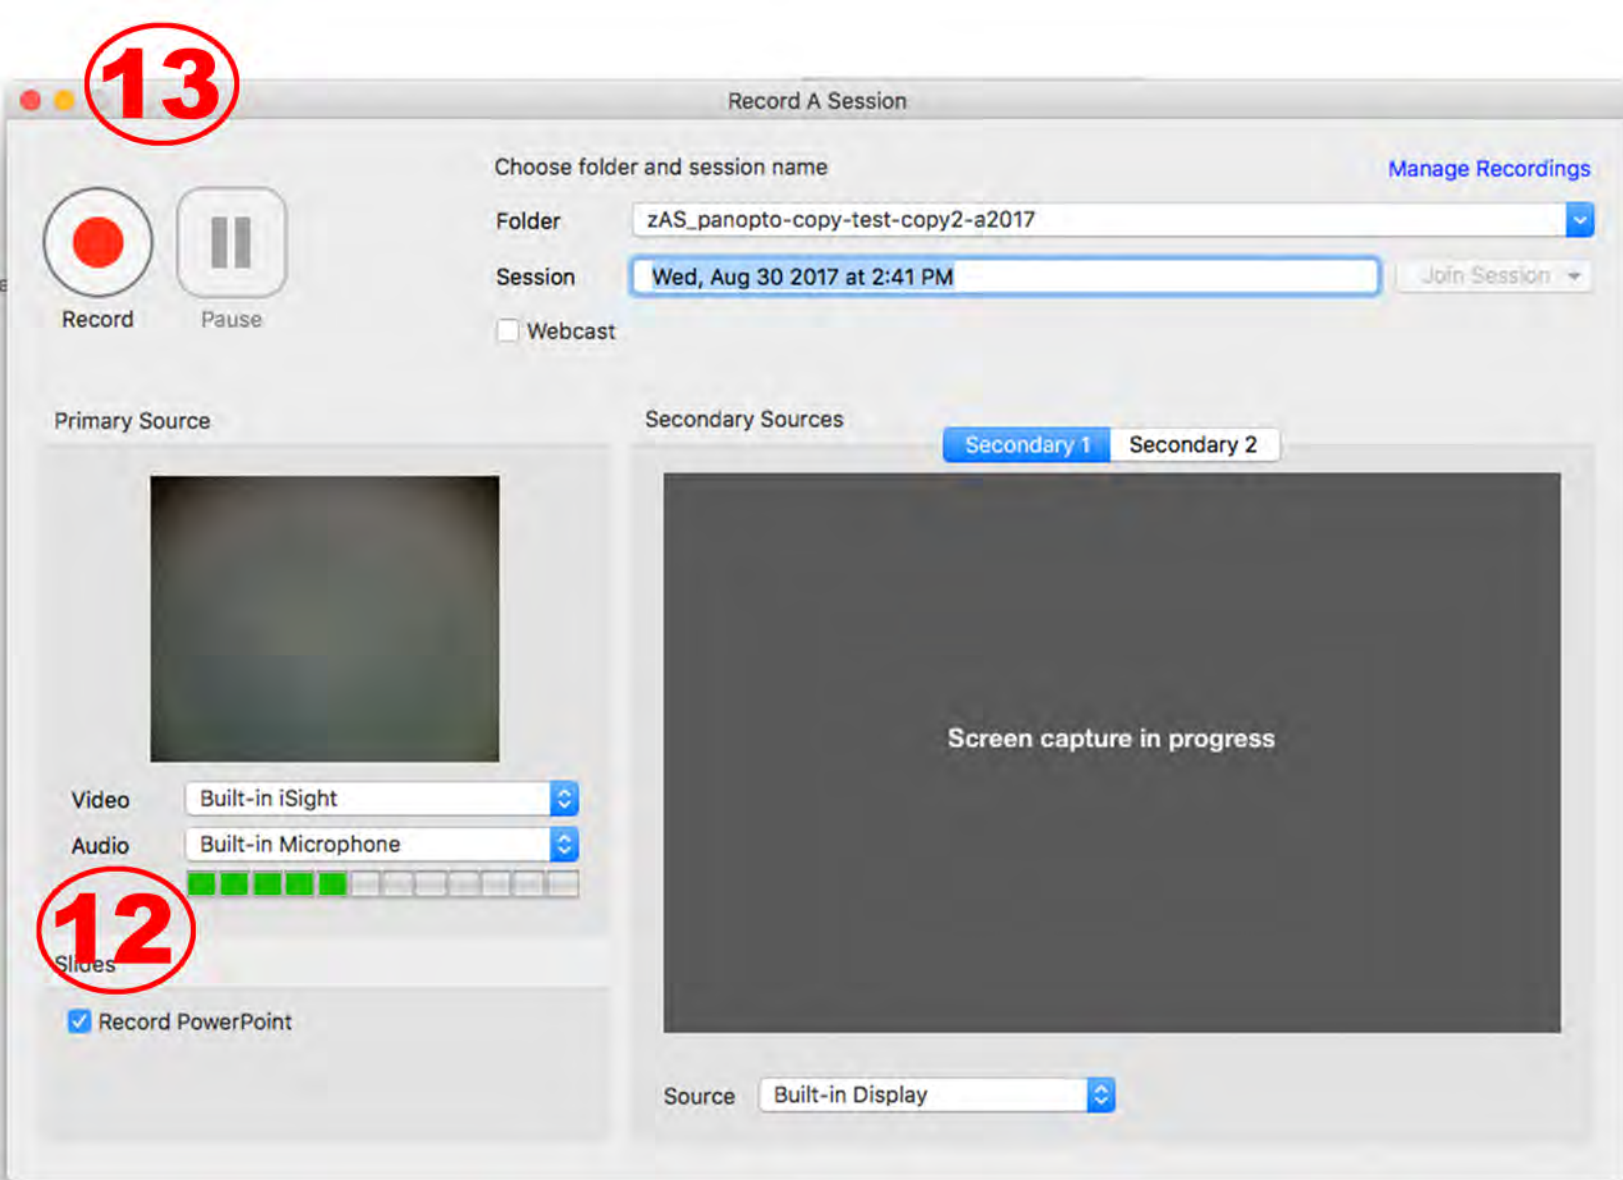 13
Record A Session
Choose folder and session name
Manage Recordings
Folder
zAS_panopto-copy-test-copy2-a2017
Session
Wed, Aug 30 2017 at 2:41 PM
Join Session
Record
Pause
Webcast
Primary Source
Secondary Sources
Secondary 1
Secondary 2
Screen capture in progress
Video
Built-in iSight
Audio
Built-in Microphone
12
Slides
Record PowerPoint
Source
Built-in Display